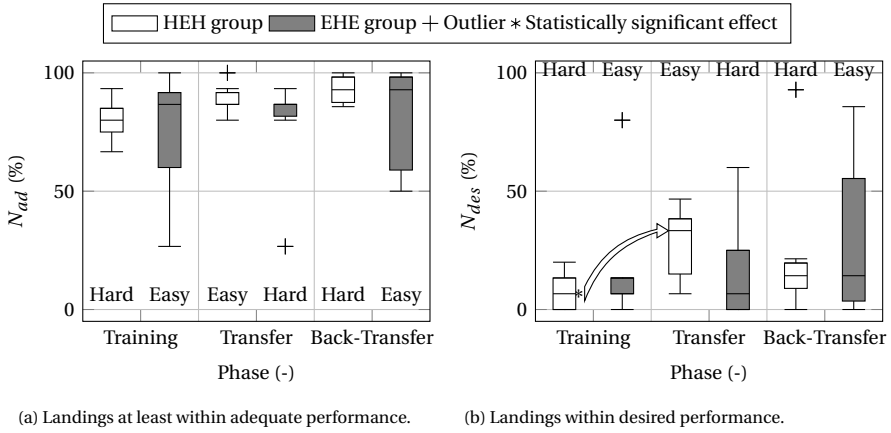 HEH group EHE group + Outlier * Statistically significant effect
100
50
0
N_ad (%)
Hard Easy Easy Hard Hard Easy
Training Transfer Back-Transfer
Phase (-)
(a) Landings at least within adequate performance.
Hard Easy Easy Hard Hard Easy
100
50
0
N_des (%)
*
Training Transfer Back-Transfer
Phase (-)
(b) Landings within desired performance.